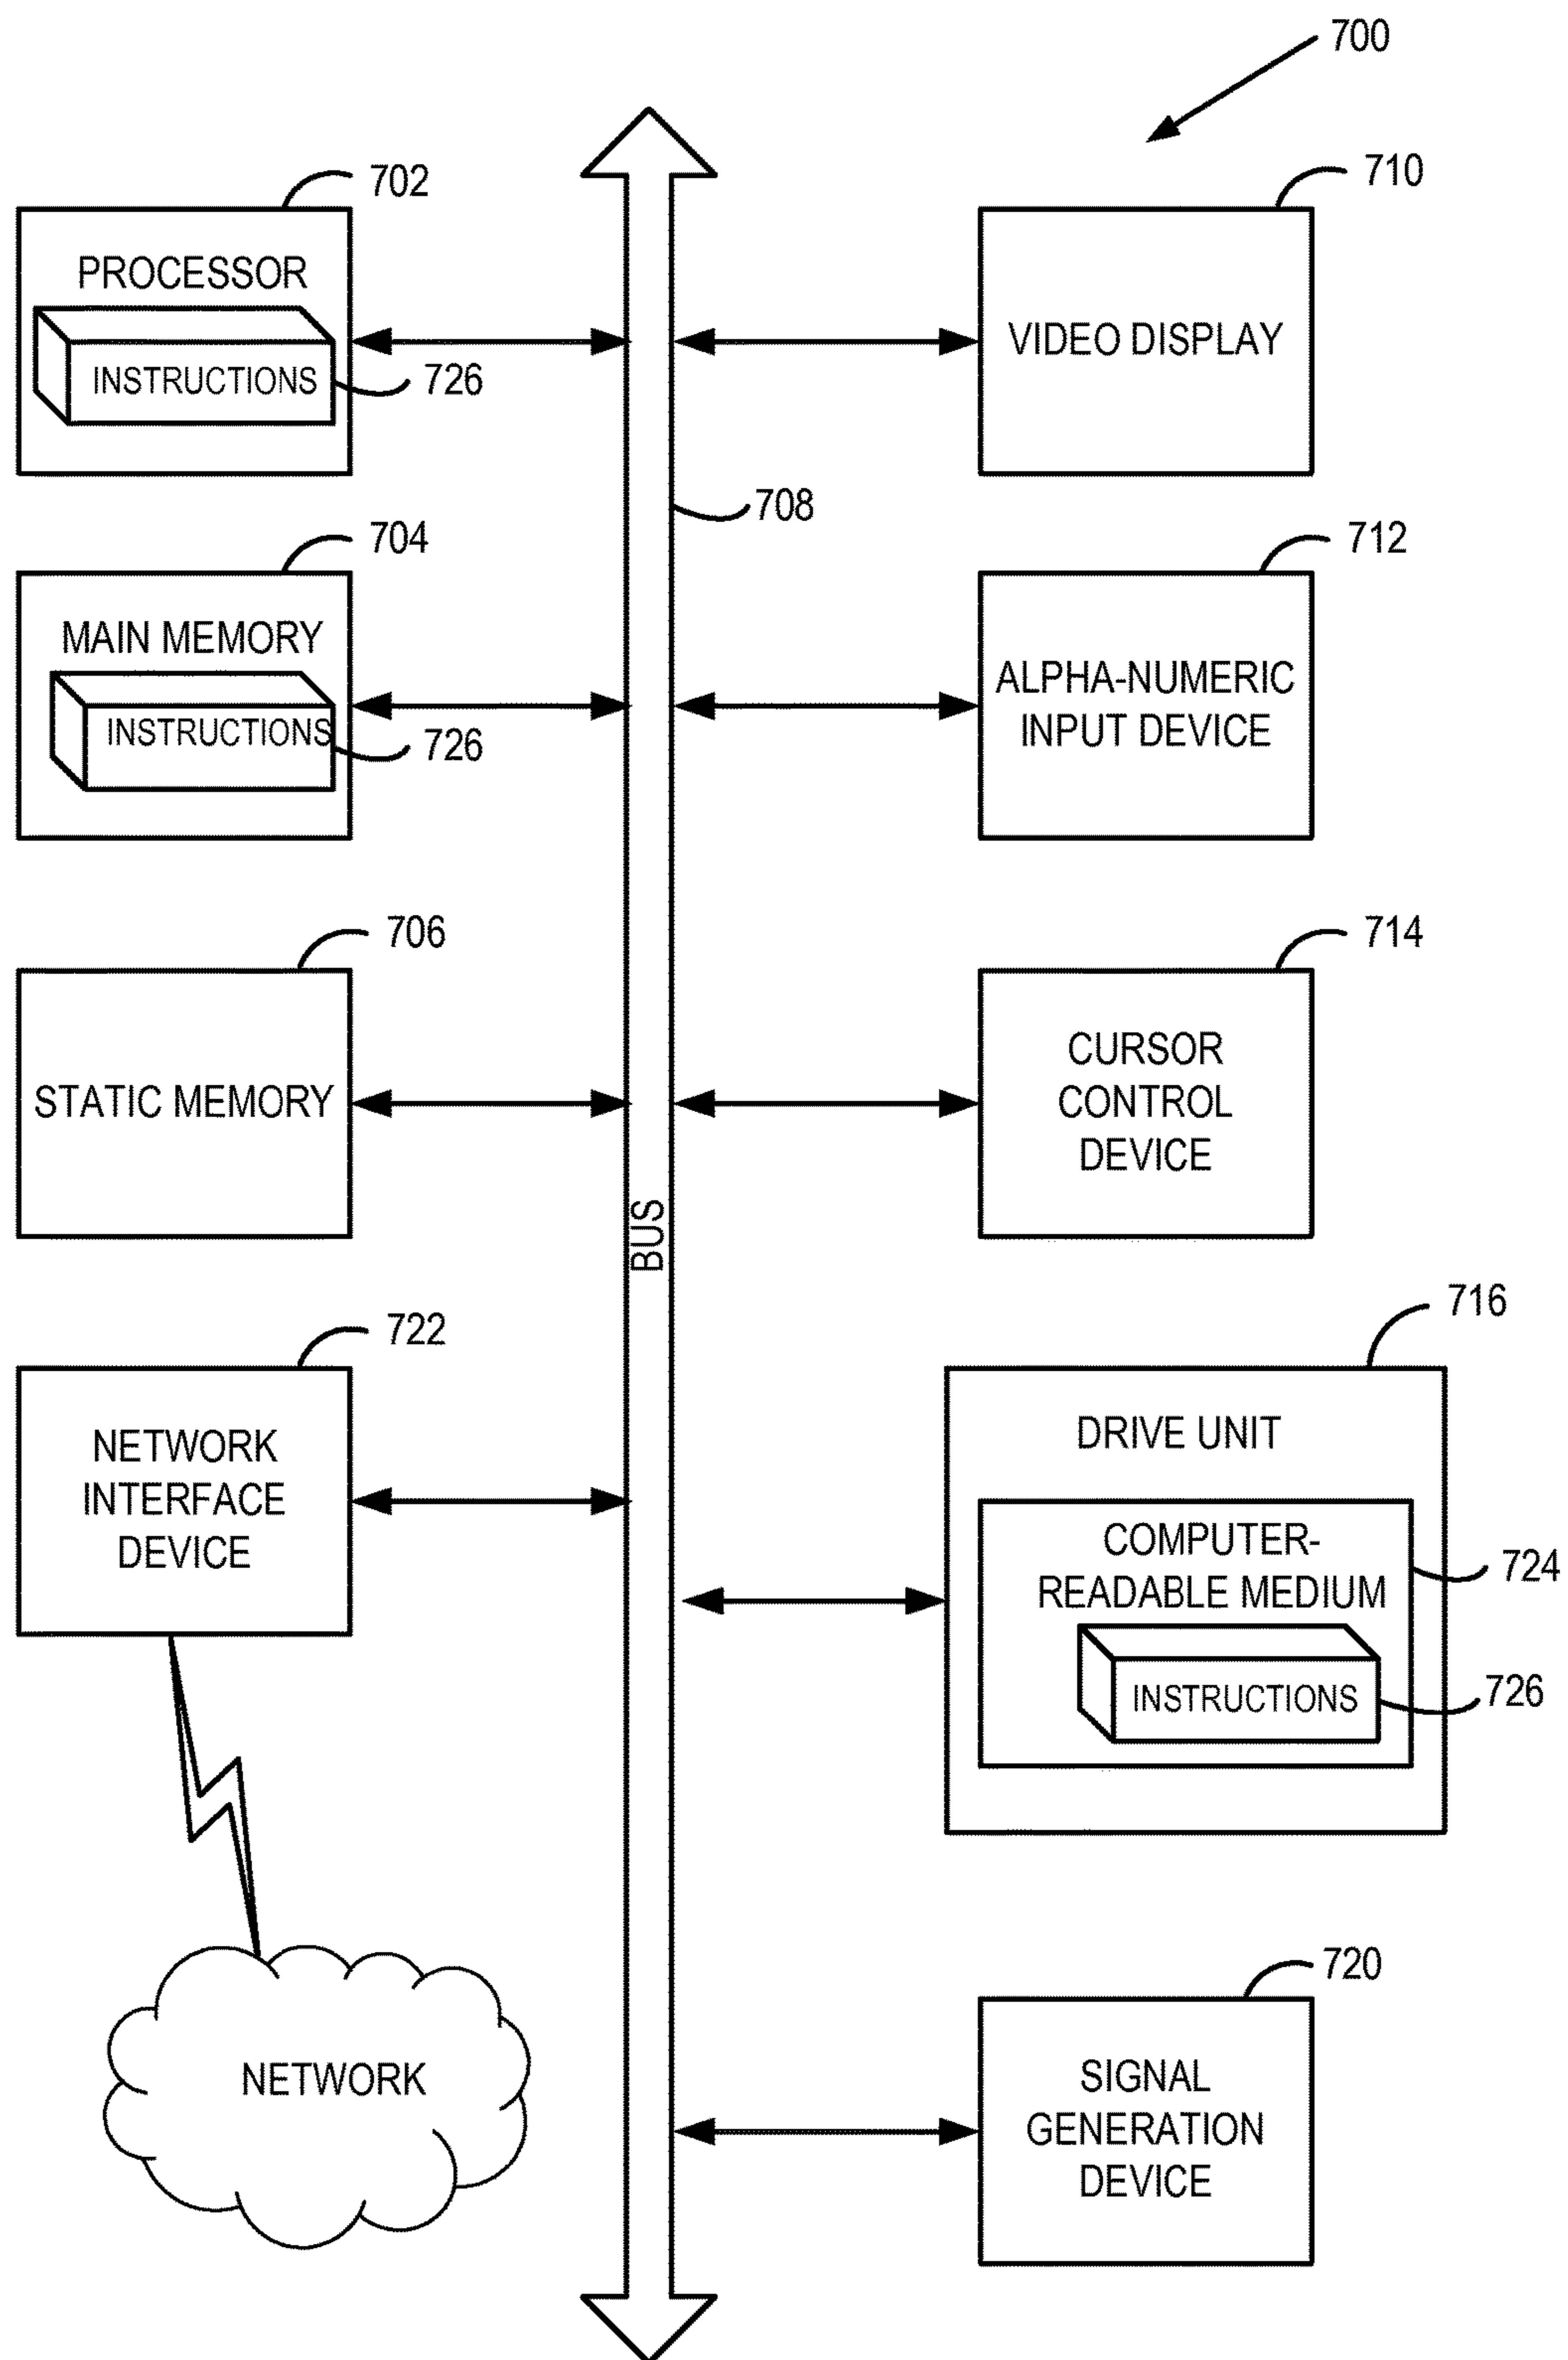 700
702
PROCESSOR
INSTRUCTIONS
726
704
MAIN MEMORY
INSTRUCTIONS
726
706
STATIC MEMORY
722
NETWORK
INTERFACE
DEVICE
NETWORK
708
BUS
710
VIDEO DISPLAY
712
ALPHA-NUMERIC
INPUT DEVICE
714
CURSOR
CONTROL
DEVICE
716
DRIVE UNIT
COMPUTER-
READABLE MEDIUM
724
INSTRUCTIONS
726
720
SIGNAL
GENERATION
DEVICE